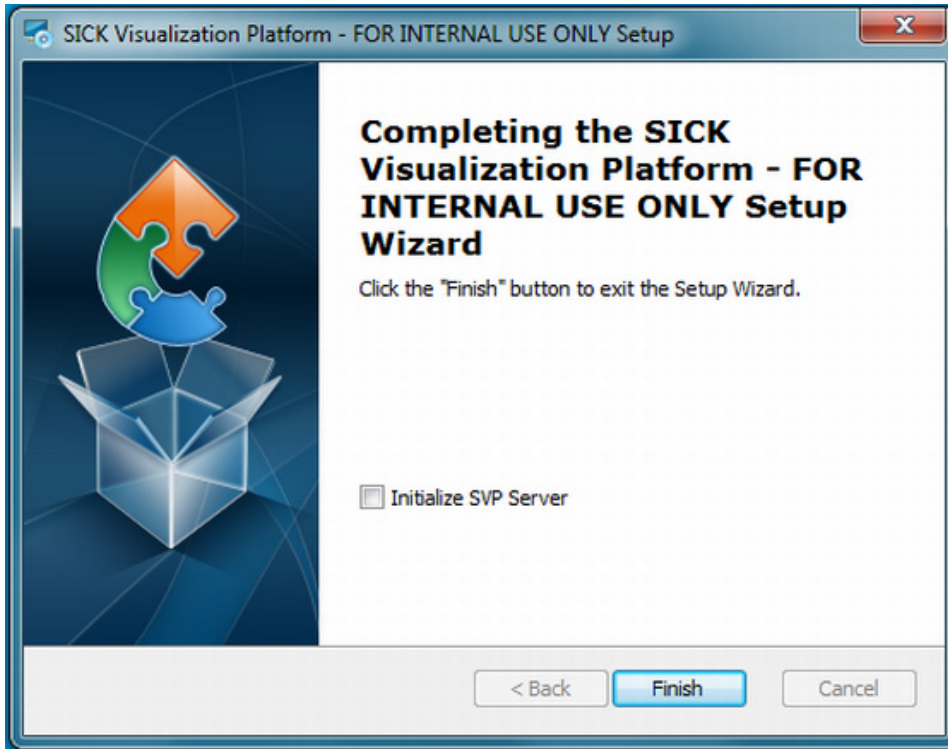 SICK Visualization Platform - FOR INTERNAL USE ONLY Setup
X
Completing the SICK
Visualization Platform - FOR
INTERNAL USE ONLY Setup
Wizard
Click the "Finish" button to exit the Setup Wizard.
Initialize SVP Server
< Back Finish Cancel